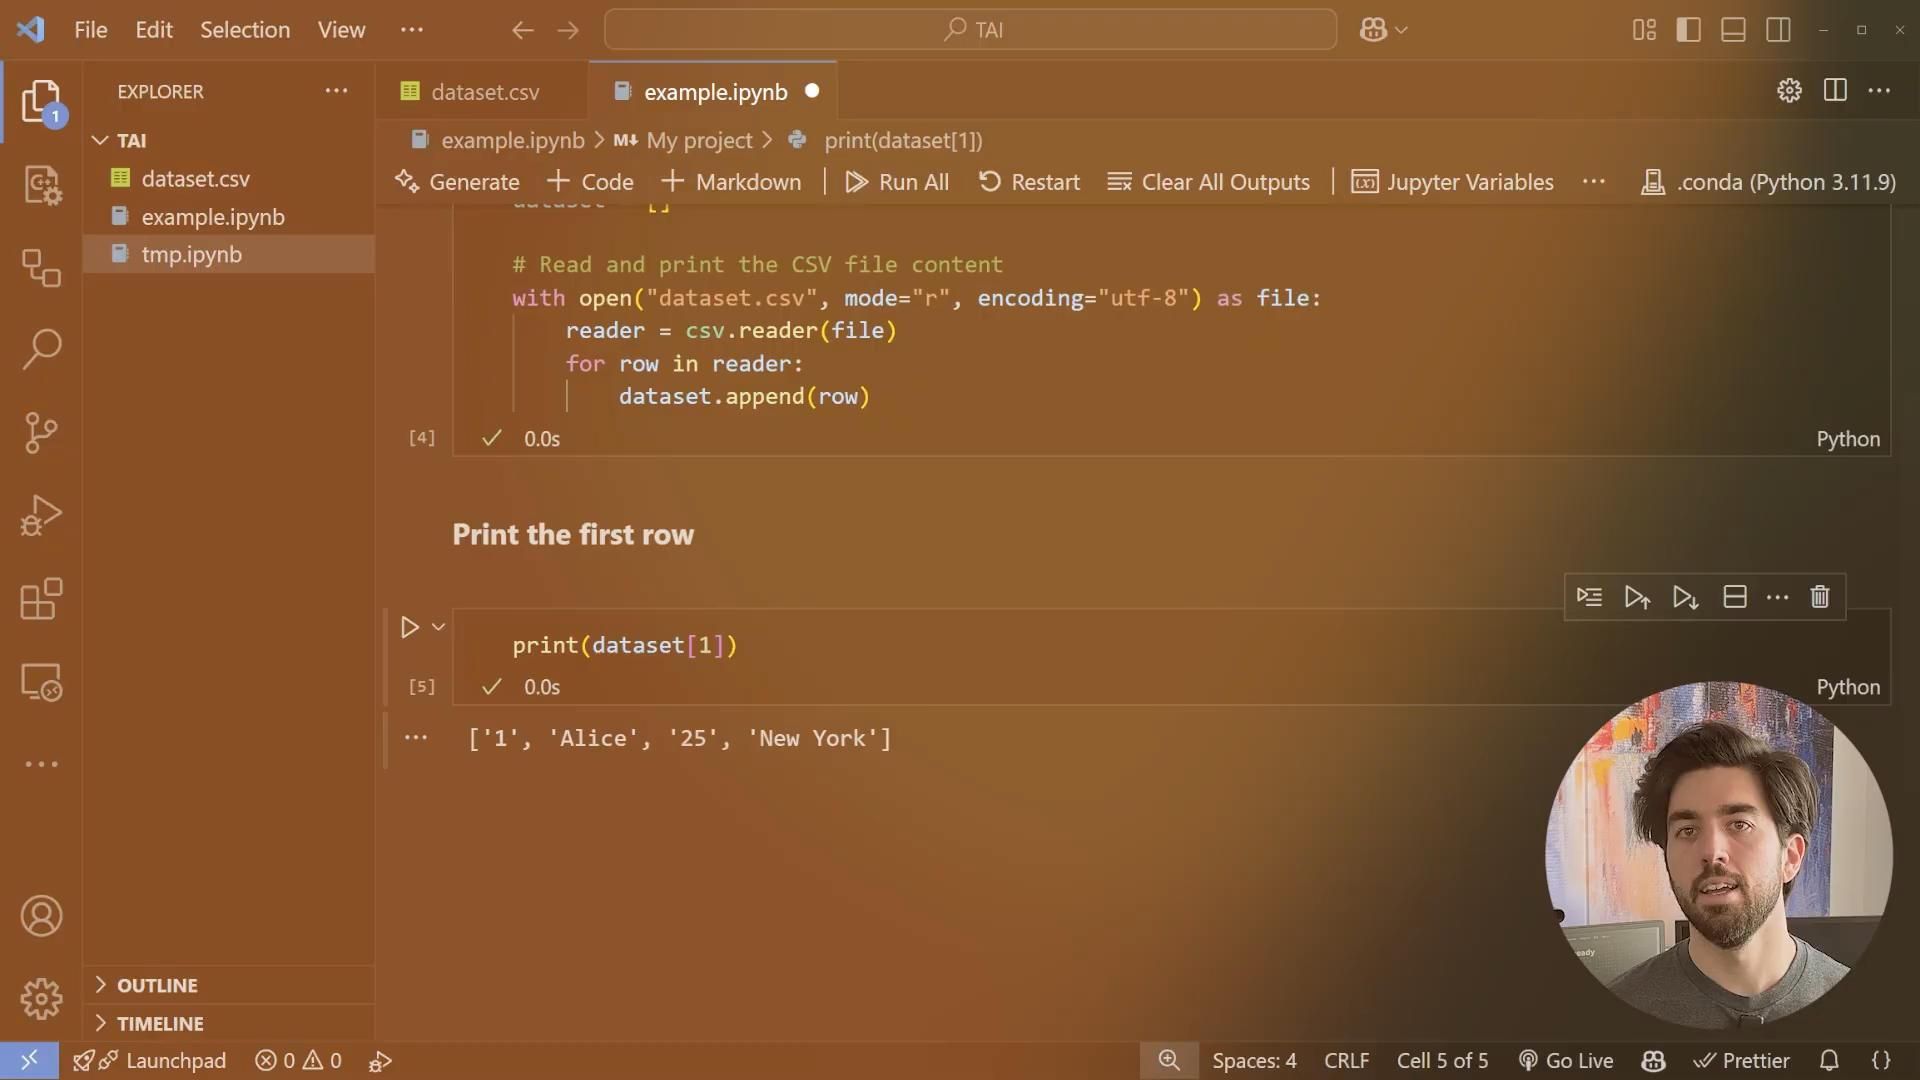 File Edit Selection View ··· TAI
EXPLORER ···
dataset.csv
example.ipynb
TAI
dataset.csv
example.ipynb
tmp.ipynb
1
example.ipynb > M↓ My project > print(dataset[1])
Generate + Code + Markdown Run All Restart Clear All Outputs Jupyter Variables ··· .conda (Python 3.11.9)
dataset = []
# Read and print the CSV file content
with open("dataset.csv", mode="r", encoding="utf-8") as file:
reader = csv.reader(file)
for row in reader:
dataset.append(row)
[4] ✓ 0.0s Python
Print the first row
print(dataset[1])
[5] ✓ 0.0s Python
['1', 'Alice', '25', 'New York']
OUTLINE
TIMELINE
Launchpad 0 0 Spaces: 4 CRLF Cell 5 of 5 Go Live Prettier {}